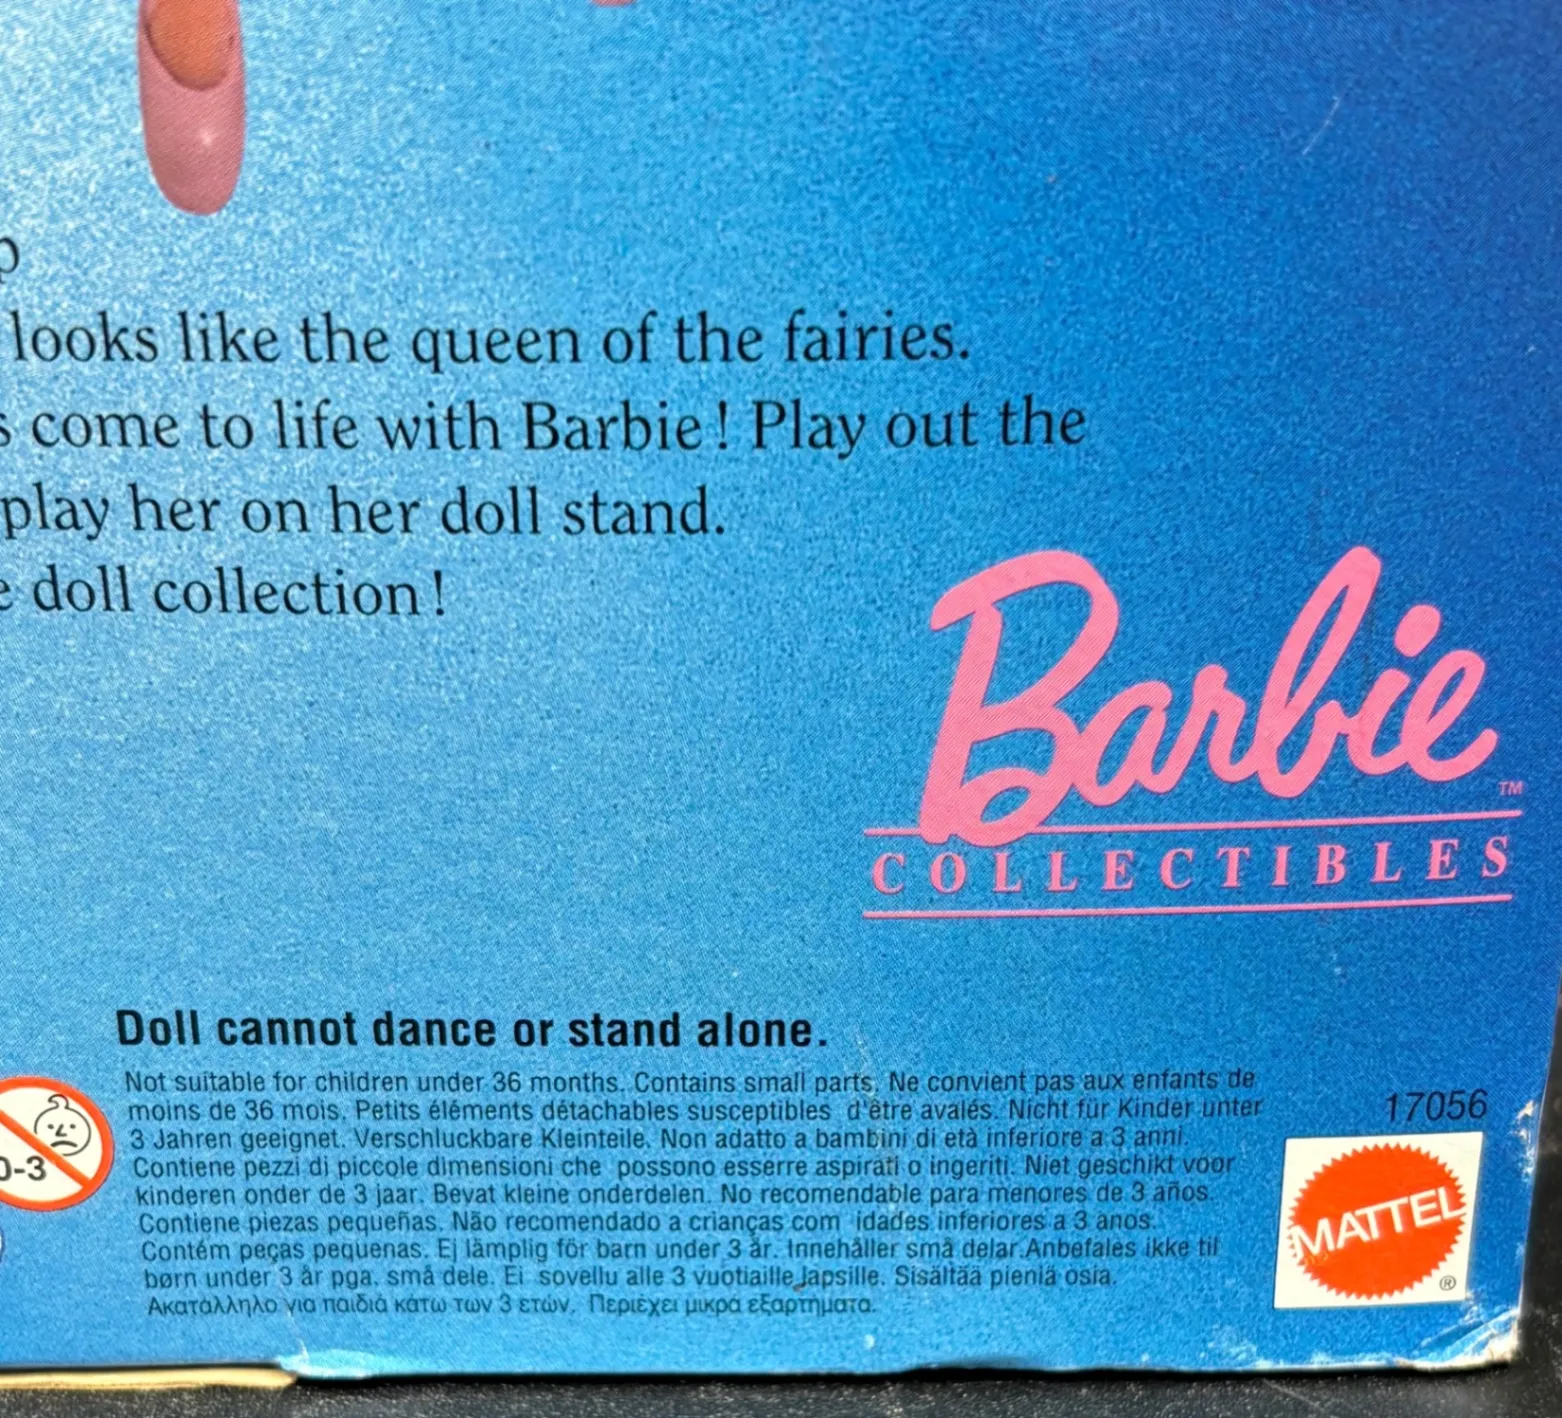 p
looks like the queen of the fairies.
s come to life with Barbie! Play out the
play her on her doll stand.
e doll collection!
Barbie
TM
COLLECTIBLES
Doll cannot dance or stand alone.
Not suitable for children under 36 months. Contains small parts. Ne convient pas aux enfants de
moins de 36 mois. Petits éléments détachables susceptibles d'être avalés. Nicht für Kinder unter
3 Jahren geeignet. Verschluckbare Kleinteile. Non adatto a bambini di età inferiore a 3 anni.
Contiene pezzi di piccole dimensioni che possono esserre aspirati o ingeriti. Niet geschikt voor
kinderen onder de 3 jaar. Bevat kleine onderdelen. No recomendable para menores de 3 años.
Contiene piezas pequeñas. Não recomendado a crianças com idades inferiores a 3 anos.
Contém peças pequenas. Ej lämplig för barn under 3 år. Innehåller små delar.Anbefales ikke til
børn under 3 år pga. små dele. Ei sovellu alle 3 vuotiaille lapsille. Sisältää pieniä osia.
Ακατάλληλο για παιδιά κάτω των 3 ετών. Περιέχει μικρά εξαρτήματα.
0-3
17056
MATTEL
®